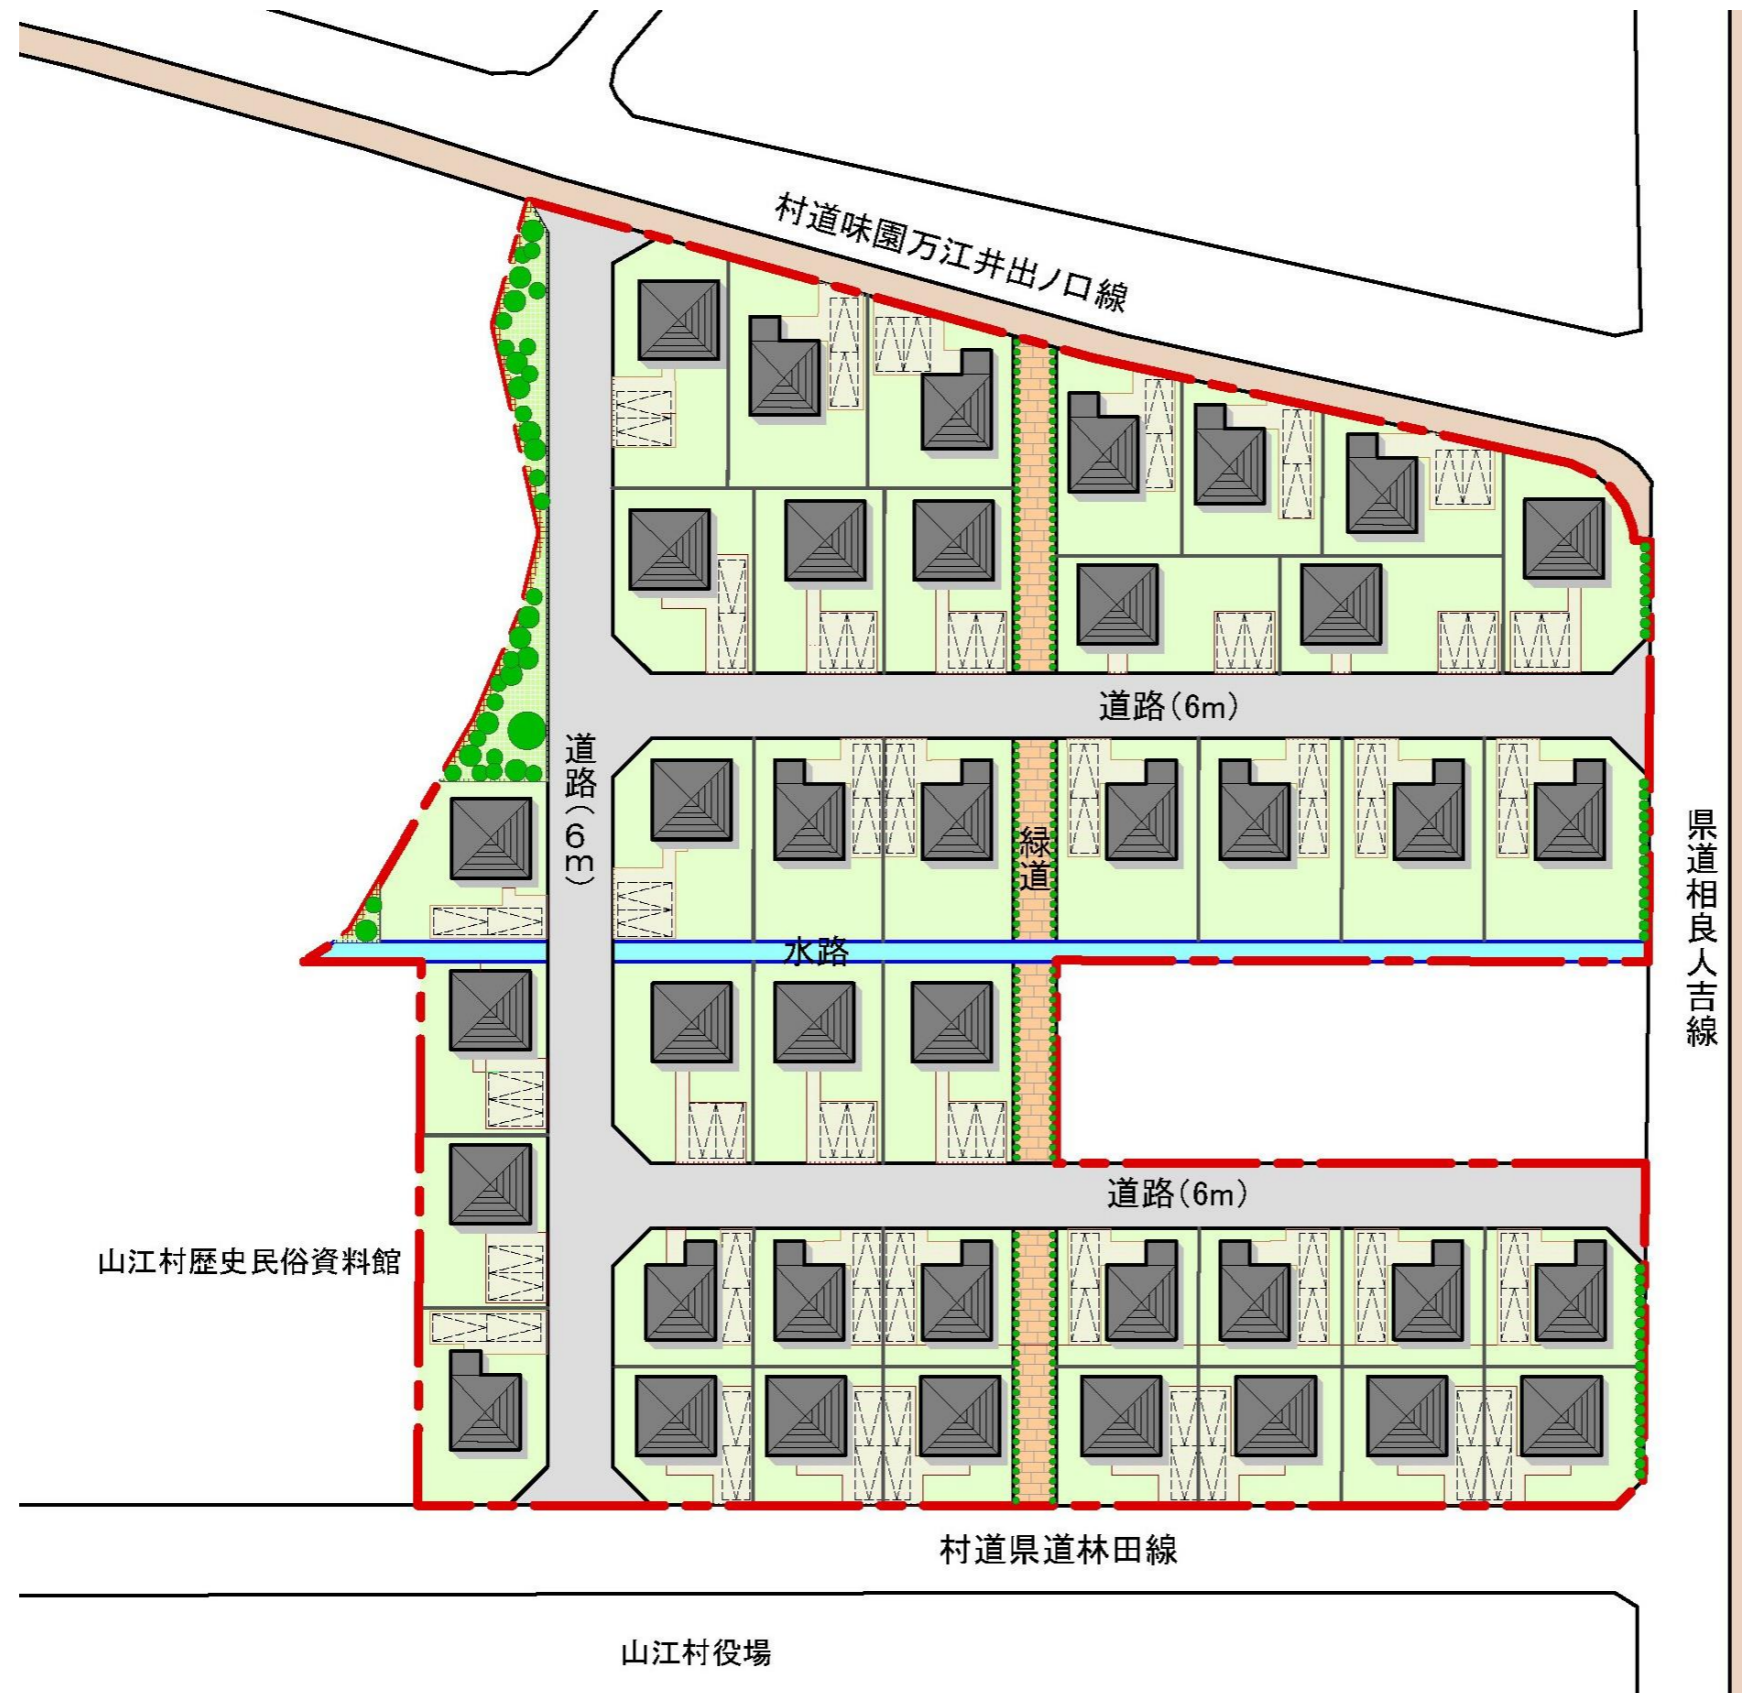 村道味園万江井出ノ口線
道路(6m)
道路(6m)
緑道
県道相良人吉線
水路
道路(6m)
山江村歴史民俗資料館
村道県道林田線
山江村役場